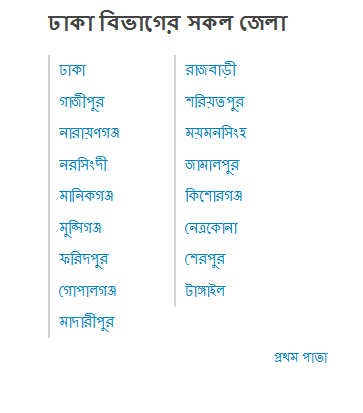 ঢাকা বিভাগের সকল জেলা
ঢাকা
গাজীপুর
নারায়ণগঞ্জ
নরসিংদী
মানিকগঞ্জ
মুন্সিগঞ্জ
ফরিদপুর
গোপালগঞ্জ
মাদারীপুর
রাজবাড়ী
শরিয়তপুর
ময়মনসিংহ
জামালপুর
কিশোরগঞ্জ
নেত্রকোনা
শেরপুর
টাঙ্গাইল
প্রথম পাতা